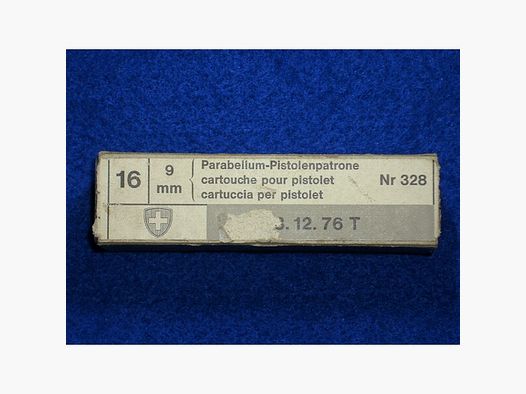 16
9
mm
Parabellum-Pistolenpatrone
cartouche pour pistolet
cartuccia per pistolet
Nr 328
.12. 76 T